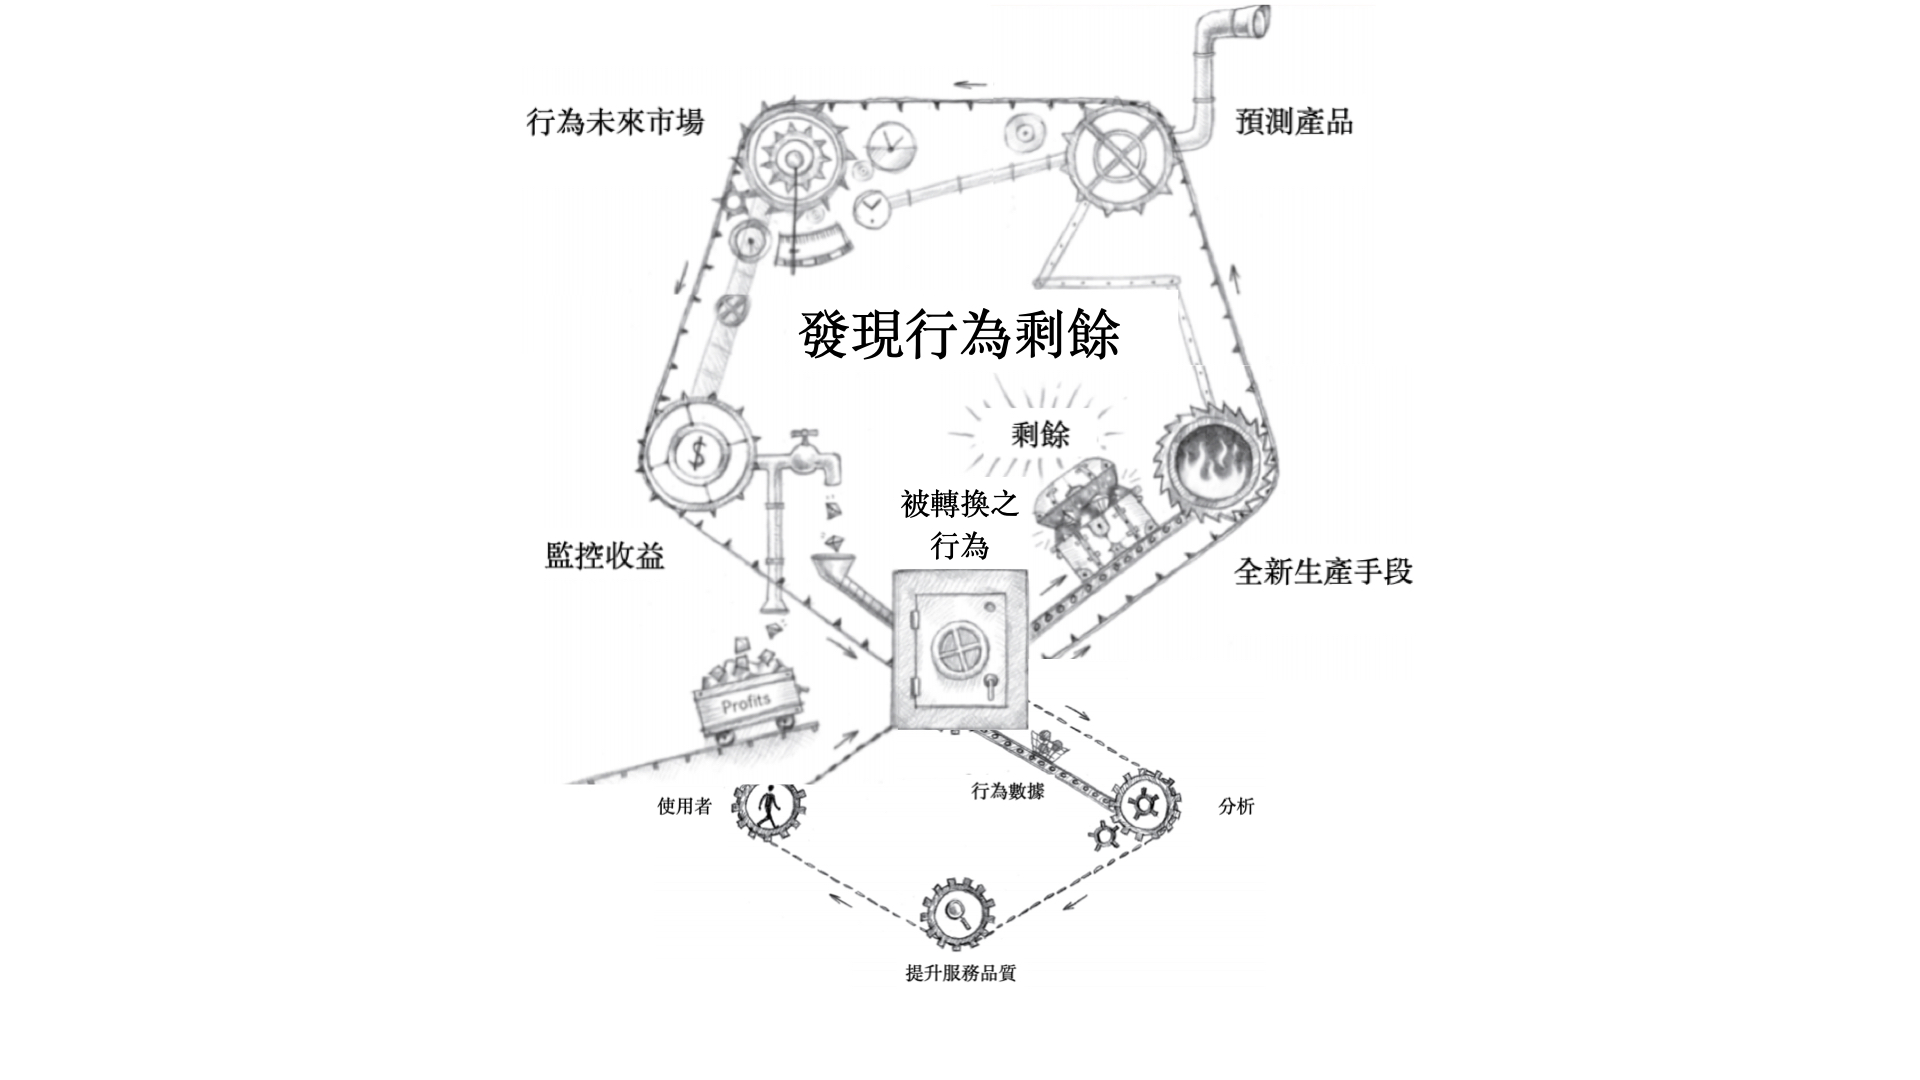 行為未來市場
預測產品
發現行為剩餘
剩餘
被轉換之
行為
監控收益
全新生產手段
Profits
行為數據
使用者
分析
提升服務品質